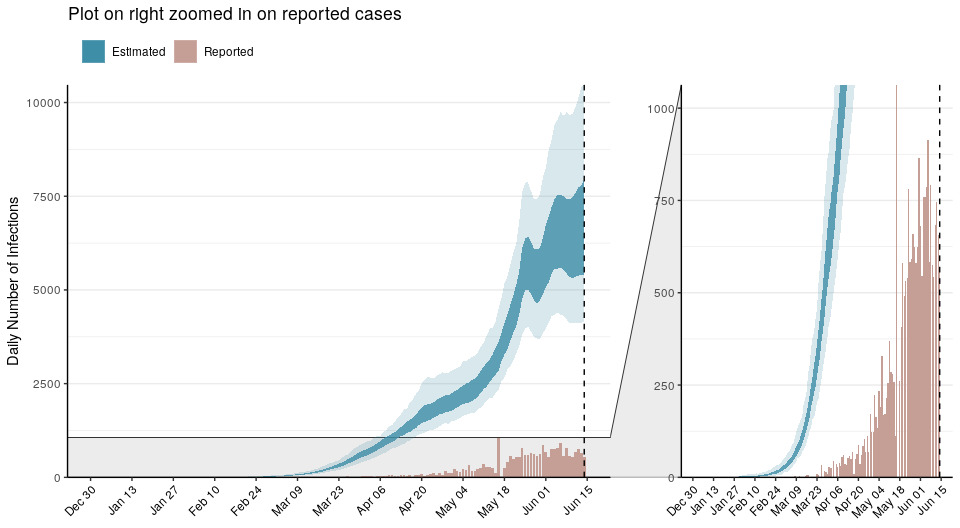 Plot on right zoomed in on reported cases
Estimated Reported
Daily Number of Infections
10000
7500
5000
2500
0
Dec 30 Jan 13 Jan 27 Feb 10 Feb 24 Mar 09 Mar 23 Apr 06 Apr 20 May 04 May 18 Jun 01 Jun 15
1000
750
500
250
0
Dec 30 Jan 13 Jan 27 Feb 10 Feb 24 Mar 09 Mar 23 Apr 06 Apr 20 May 04 May 18 Jun 01 Jun 15